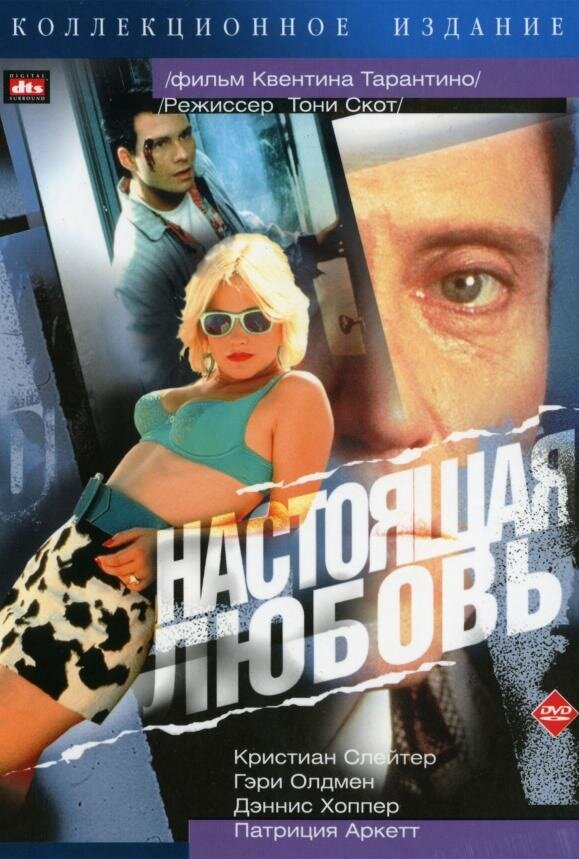 КОЛЛЕКЦИОННОЕ ИЗДАНИЕ
DIGITAL
dts
SURROUND
/фильм Квентина Тарантино/
/Режиссер Тони Скот/
НАСТОЯЩАЯ
ЛЮБОВЬ
DVD
Кристиан Слейтер
Гэри Олдмен
Дэннис Хоппер
Патриция Аркетт